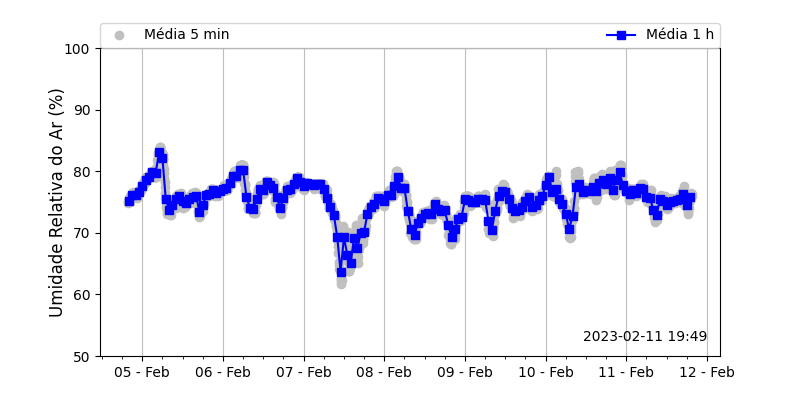 Média 5 min
Média 1 h
Umidade Relativa do Ar (%)
100
90
80
70
60
50
2023-02-11 19:49
05 - Feb
06 - Feb
07 - Feb
08 - Feb
09 - Feb
10 - Feb
11 - Feb
12 - Feb